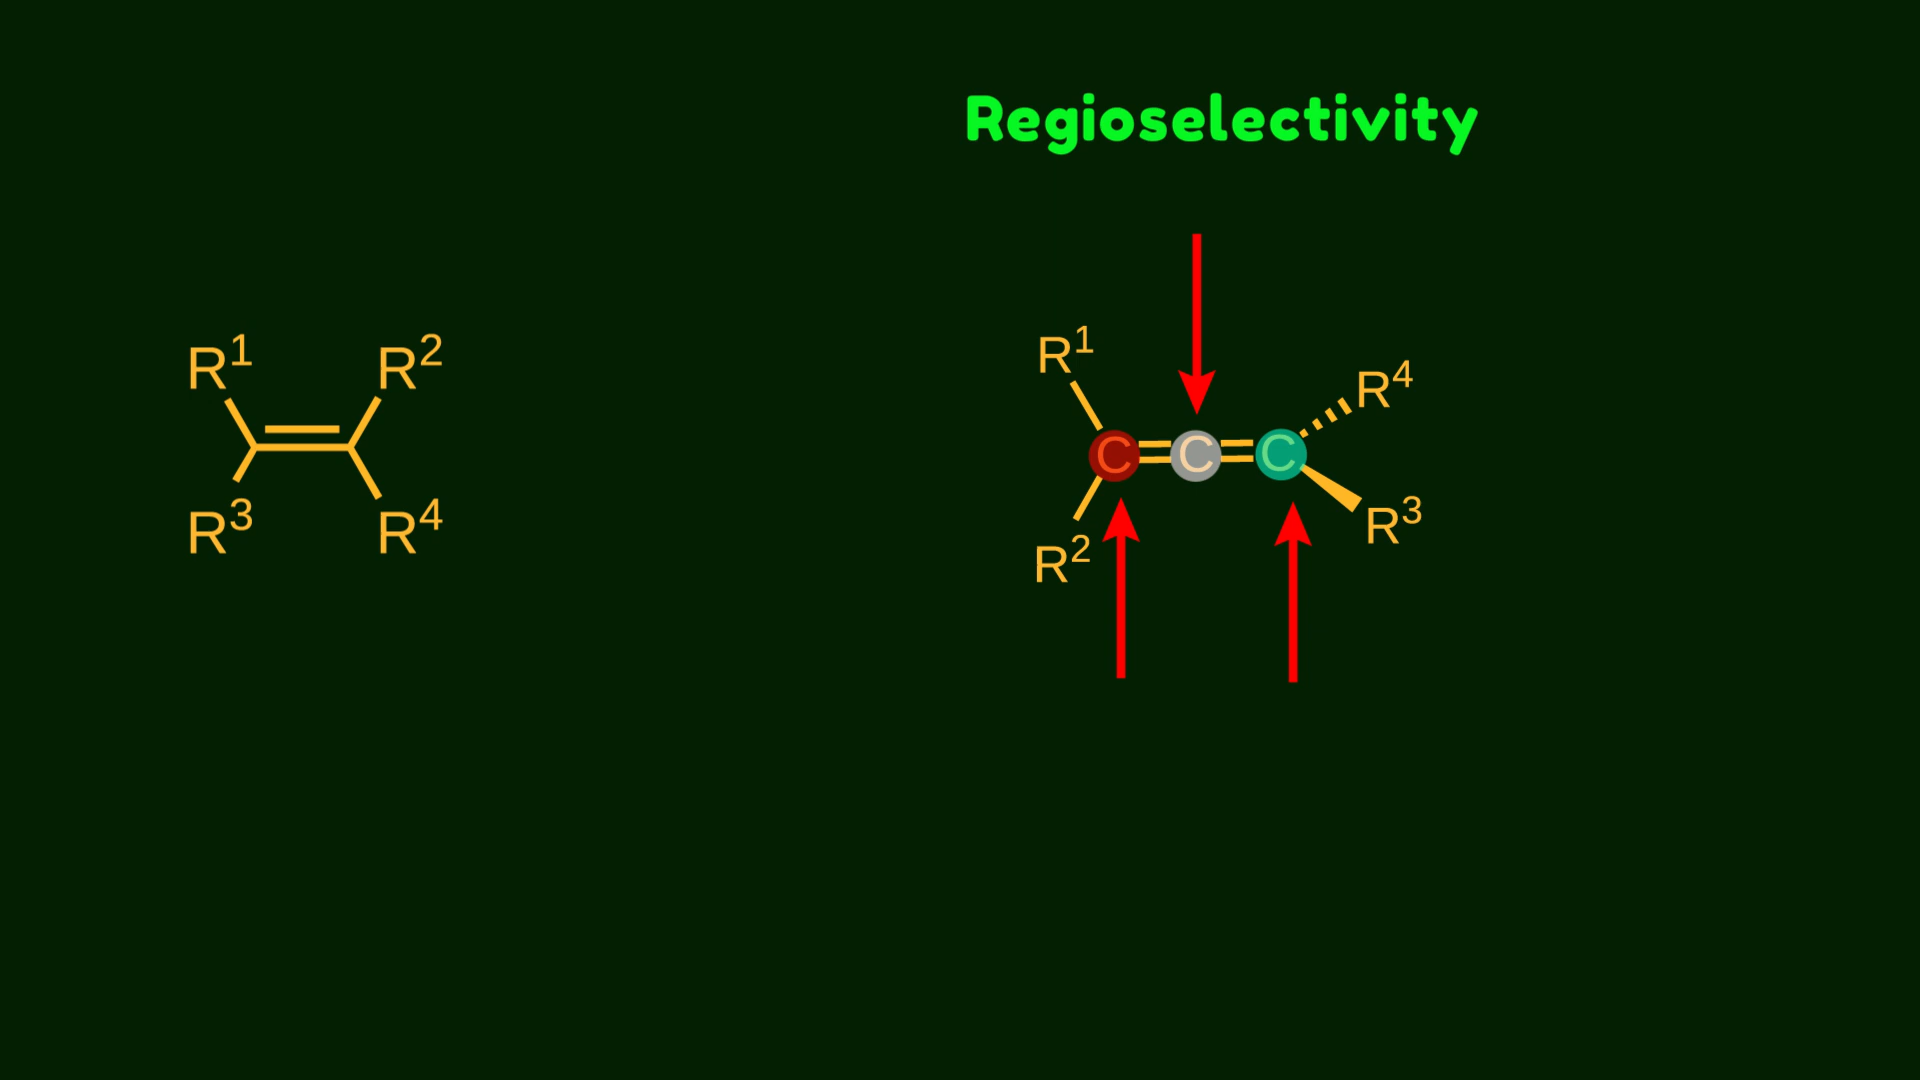 Regioselectivity
R¹ R²
R³ R⁴
R¹
R⁴
C C C
R³
R²